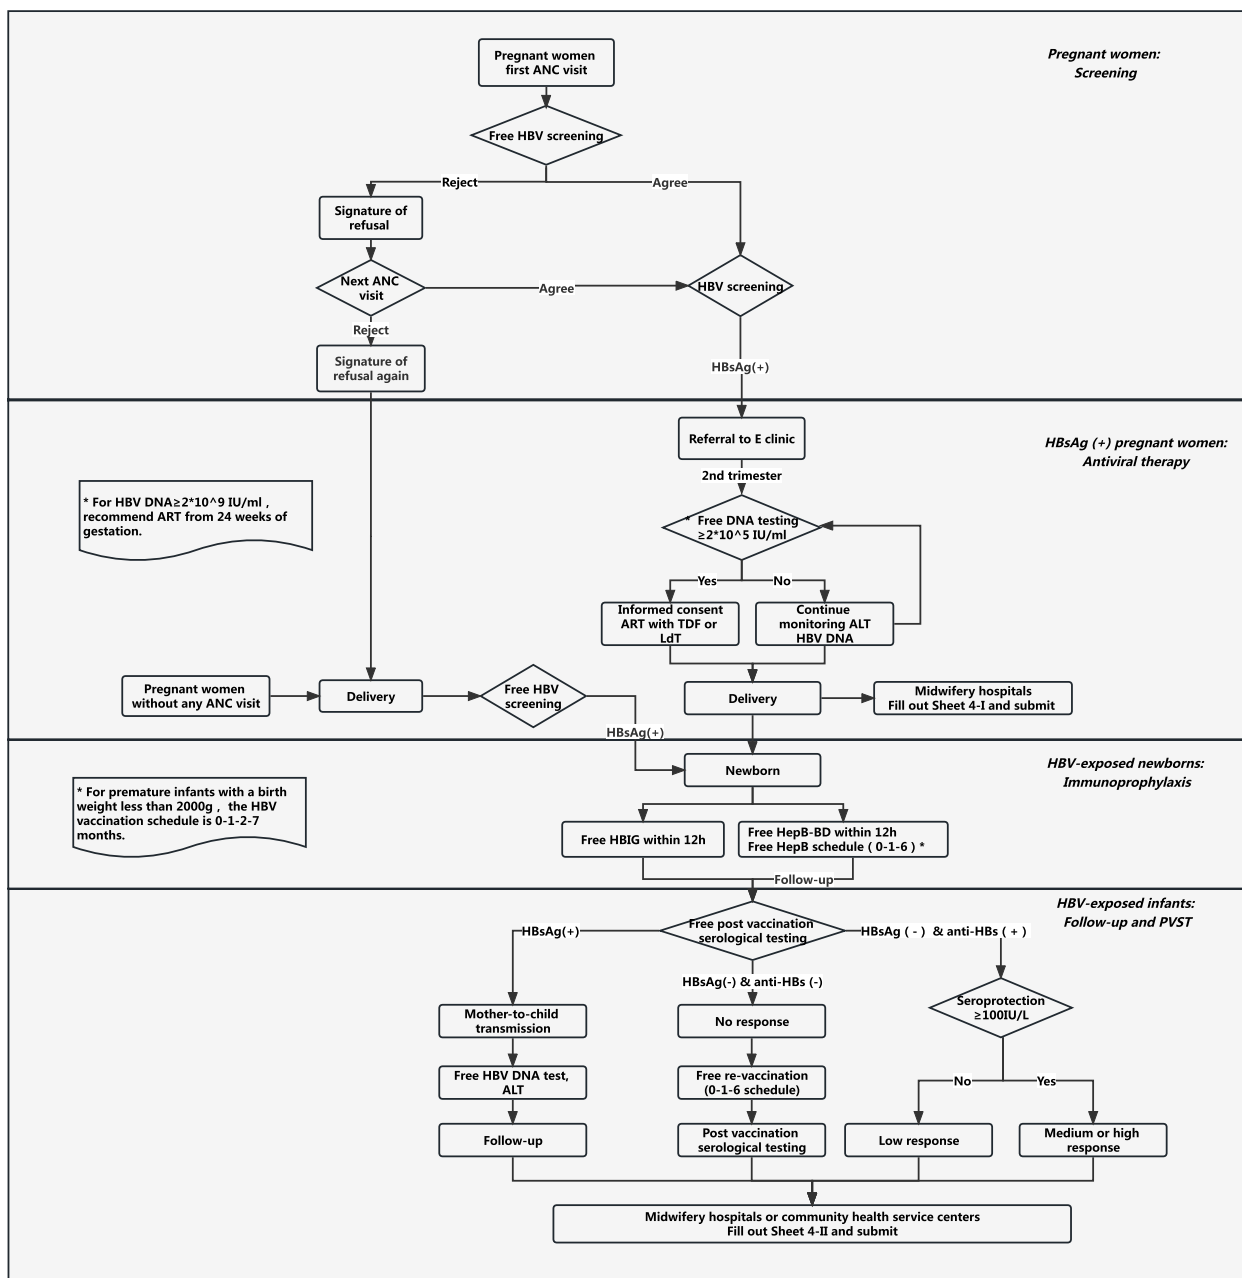 Pregnant women
first ANC visit
Pregnant women:
Screening
Free HBV screening
Reject
Agree
Signature of
refusal
Next ANC
visit
Agree
HBV screening
Reject
Signature of
refusal again
HBsAg(+)
Referral to E clinic
HBsAg (+) pregnant women:
Antiviral therapy
2nd trimester
* For HBV DNA≥2*10^9 IU/ml ,
recommend ART from 24 weeks of
gestation.
* Free DNA testing
≥2*10^5 IU/ml
Yes
No
Informed consent
ART with TDF or
LdT
Continue
monitoring ALT
HBV DNA
Pregnant women
without any ANC visit
Delivery
Free HBV
screening
Delivery
Midwifery hospitals
Fill out Sheet 4-I and submit
HBsAg(+)
Newborn
HBV-exposed newborns:
Immunoprophylaxis
* For premature infants with a birth
weight less than 2000g , the HBV
vaccination schedule is 0-1-2-7
months.
Free HBIG within 12h
Free HepB-BD within 12h
Free HepB schedule ( 0-1-6 ) *
Follow-up
HBV-exposed infants:
Follow-up and PVST
Free post vaccination
serological testing
HBsAg(+)
HBsAg ( - ) & anti-HBs ( + )
HBsAg(-) & anti-HBs (-)
Seroprotection
≥100IU/L
Mother-to-child
transmission
No response
Free HBV DNA test,
ALT
Free re-vaccination
(0-1-6 schedule)
No
Yes
Follow-up
Post vaccination
serological testing
Low response
Medium or high
response
Midwifery hospitals or community health service centers
Fill out Sheet 4-II and submit